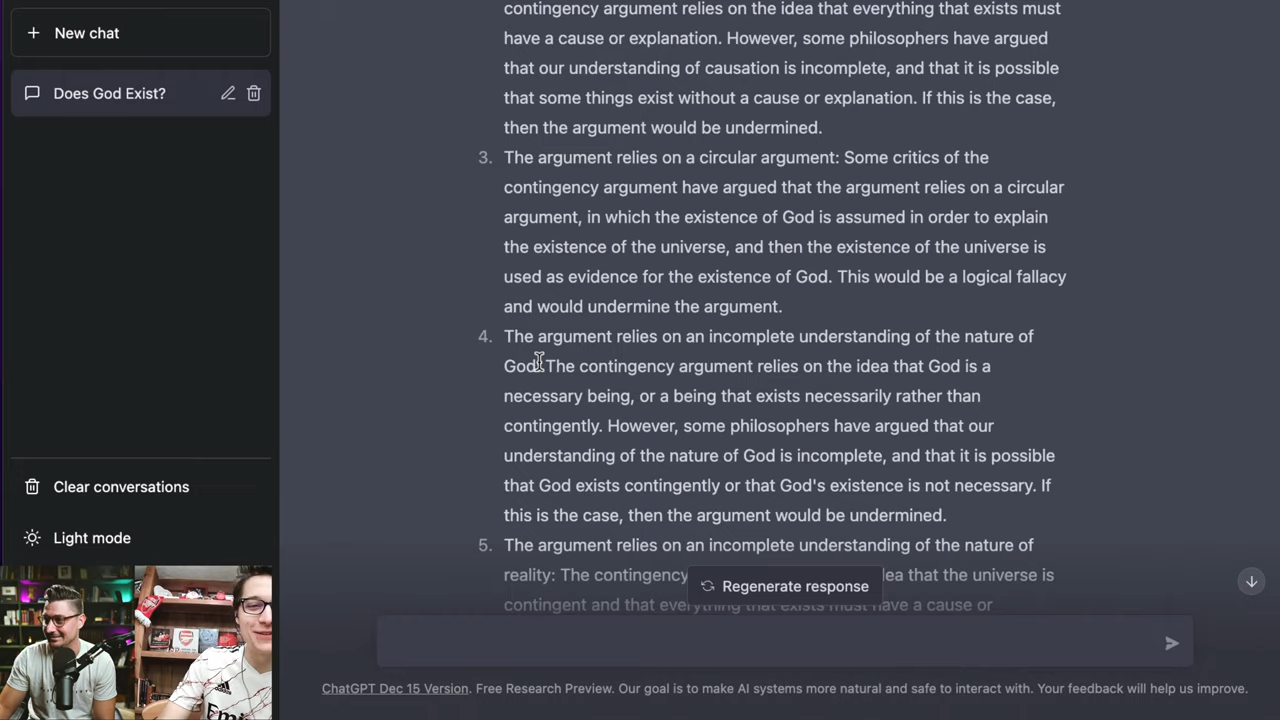 New chat
Does God Exist?
contingency argument relies on the idea that everything that exists must
have a cause or explanation. However, some philosophers have argued
that our understanding of causation is incomplete, and that it is possible
that some things exist without a cause or explanation. If this is the case,
then the argument would be undermined.
3. The argument relies on a circular argument: Some critics of the
contingency argument have argued that the argument relies on a circular
argument, in which the existence of God is assumed in order to explain
the existence of the universe, and then the existence of the universe is
used as evidence for the existence of God. This would be a logical fallacy
and would undermine the argument.
4. The argument relies on an incomplete understanding of the nature of
God: The contingency argument relies on the idea that God is a
necessary being, or a being that exists necessarily rather than
contingently. However, some philosophers have argued that our
understanding of the nature of God is incomplete, and that it is possible
that God exists contingently or that God's existence is not necessary. If
this is the case, then the argument would be undermined.
5. The argument relies on an incomplete understanding of the nature of
reality: The contingency idea that the universe is
contingent and that everything that exists must have a cause or
Regenerate response
Clear conversations
Light mode
ChatGPT Dec 15 Version. Free Research Preview. Our goal is to make AI systems more natural and safe to interact with. Your feedback will help us improve.